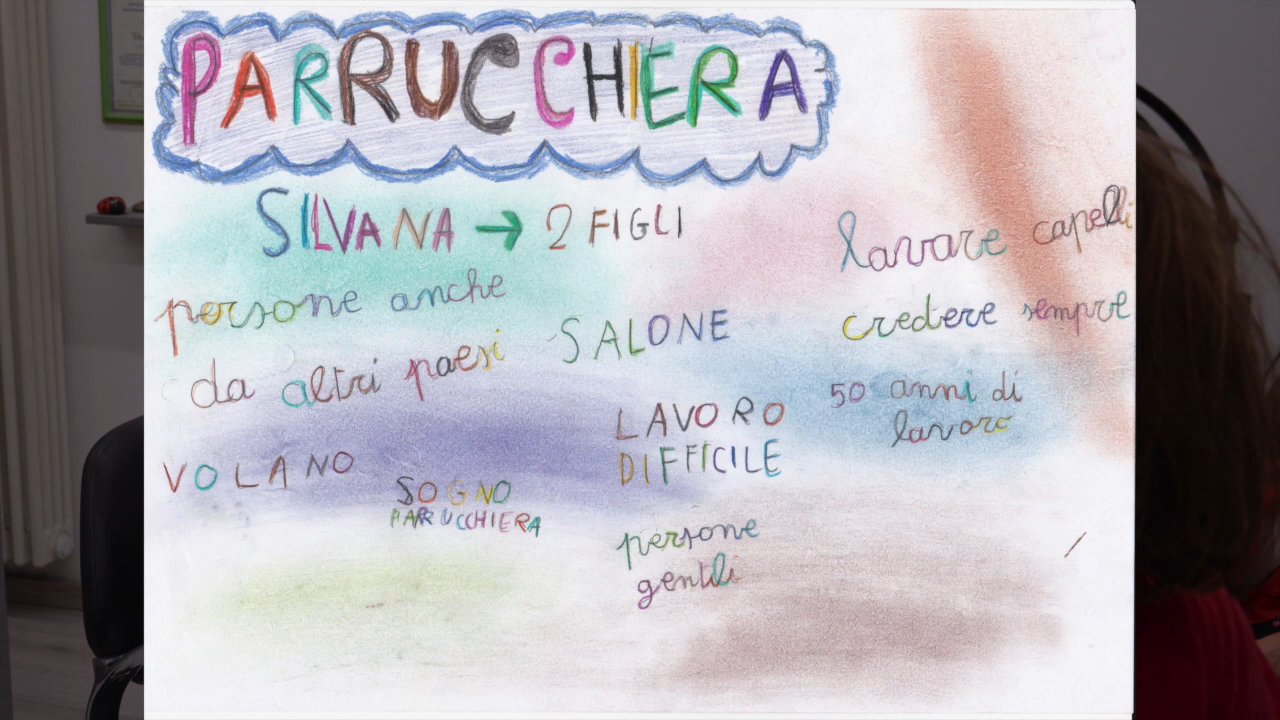 PARRUCCHIERA
SILVANA → 2 FIGLI
persone anche
da altri paesi
SALONE
lavare capelli
credere sempre
50 anni di
lavoro
LAVORO
DIFFICILE
VOLANO
SOGNO
PARRUCCHIERA
persone
gentili